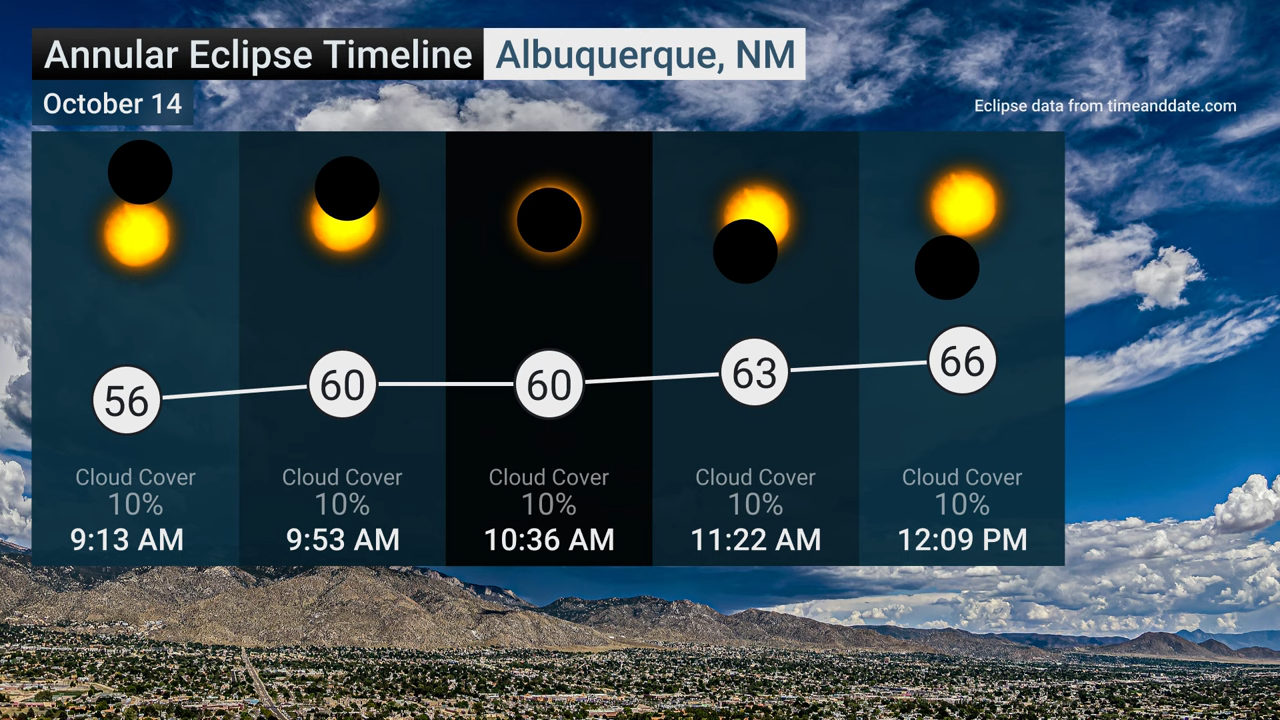 Annular Eclipse Timeline Albuquerque, NM
October 14
Eclipse data from timeanddate.com
56 60 60 63 66
Cloud Cover Cloud Cover Cloud Cover Cloud Cover Cloud Cover
10% 10% 10% 10% 10%
9:13 AM 9:53 AM 10:36 AM 11:22 AM 12:09 PM